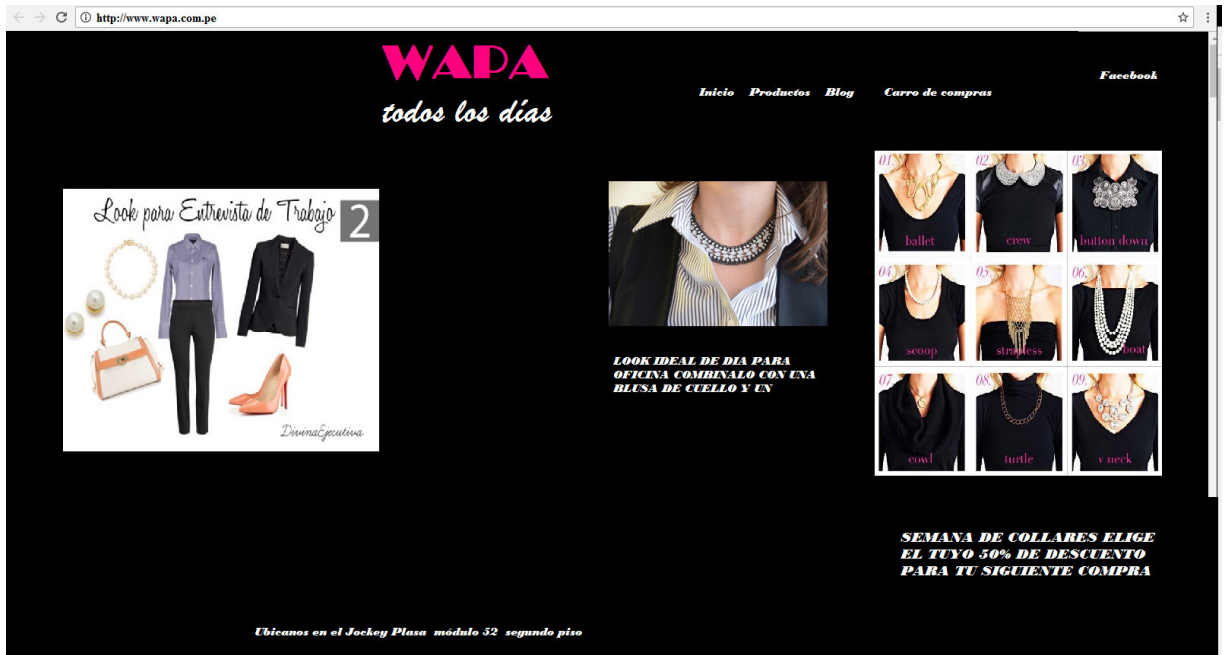 http://www.wapa.com.pe
WAPA
todos los días
Inicio Productos Blog Carro de compras
Facebook
Look para Entrevista de Trabajo 2
DivinaEjecutiva
LOOK IDEAL DE DIA PARA
OFICINA COMBINALO CON UNA
BLUSA DE CUELLO Y UN
01. 02. 03.
ballet crew button down
04. 05. 06.
scoop strapless boat
07. 08. 09.
cowl turtle v neck
SEMANA DE COLLARES ELIGE
EL TUYO 50% DE DESCUENTO
PARA TU SIGUIENTE COMPRA
Ubicanos en el Jockey Plasa módulo 52 segundo piso